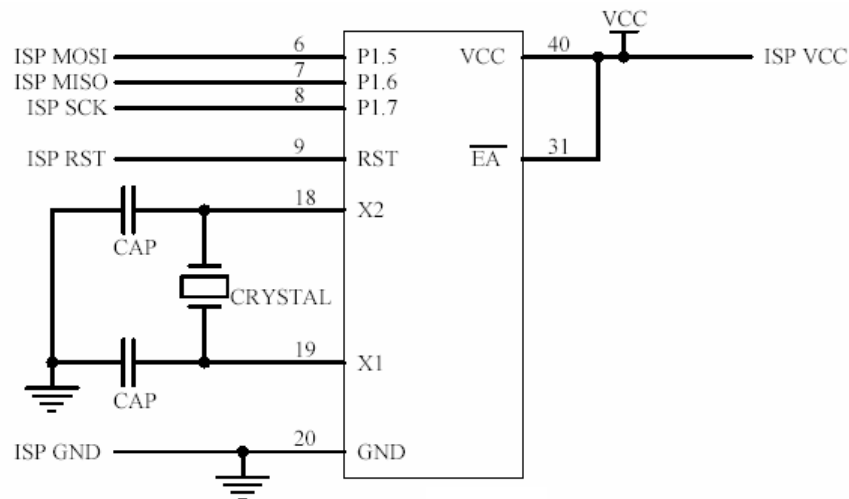 VCC
ISP MOSI 6 P1.5 VCC 40 ISP VCC
ISP MISO 7 P1.6
ISP SCK 8 P1.7
ISP RST 9 RST EA 31
18 X2
CAP
CRYSTAL
19 X1
CAP
ISP GND 20 GND